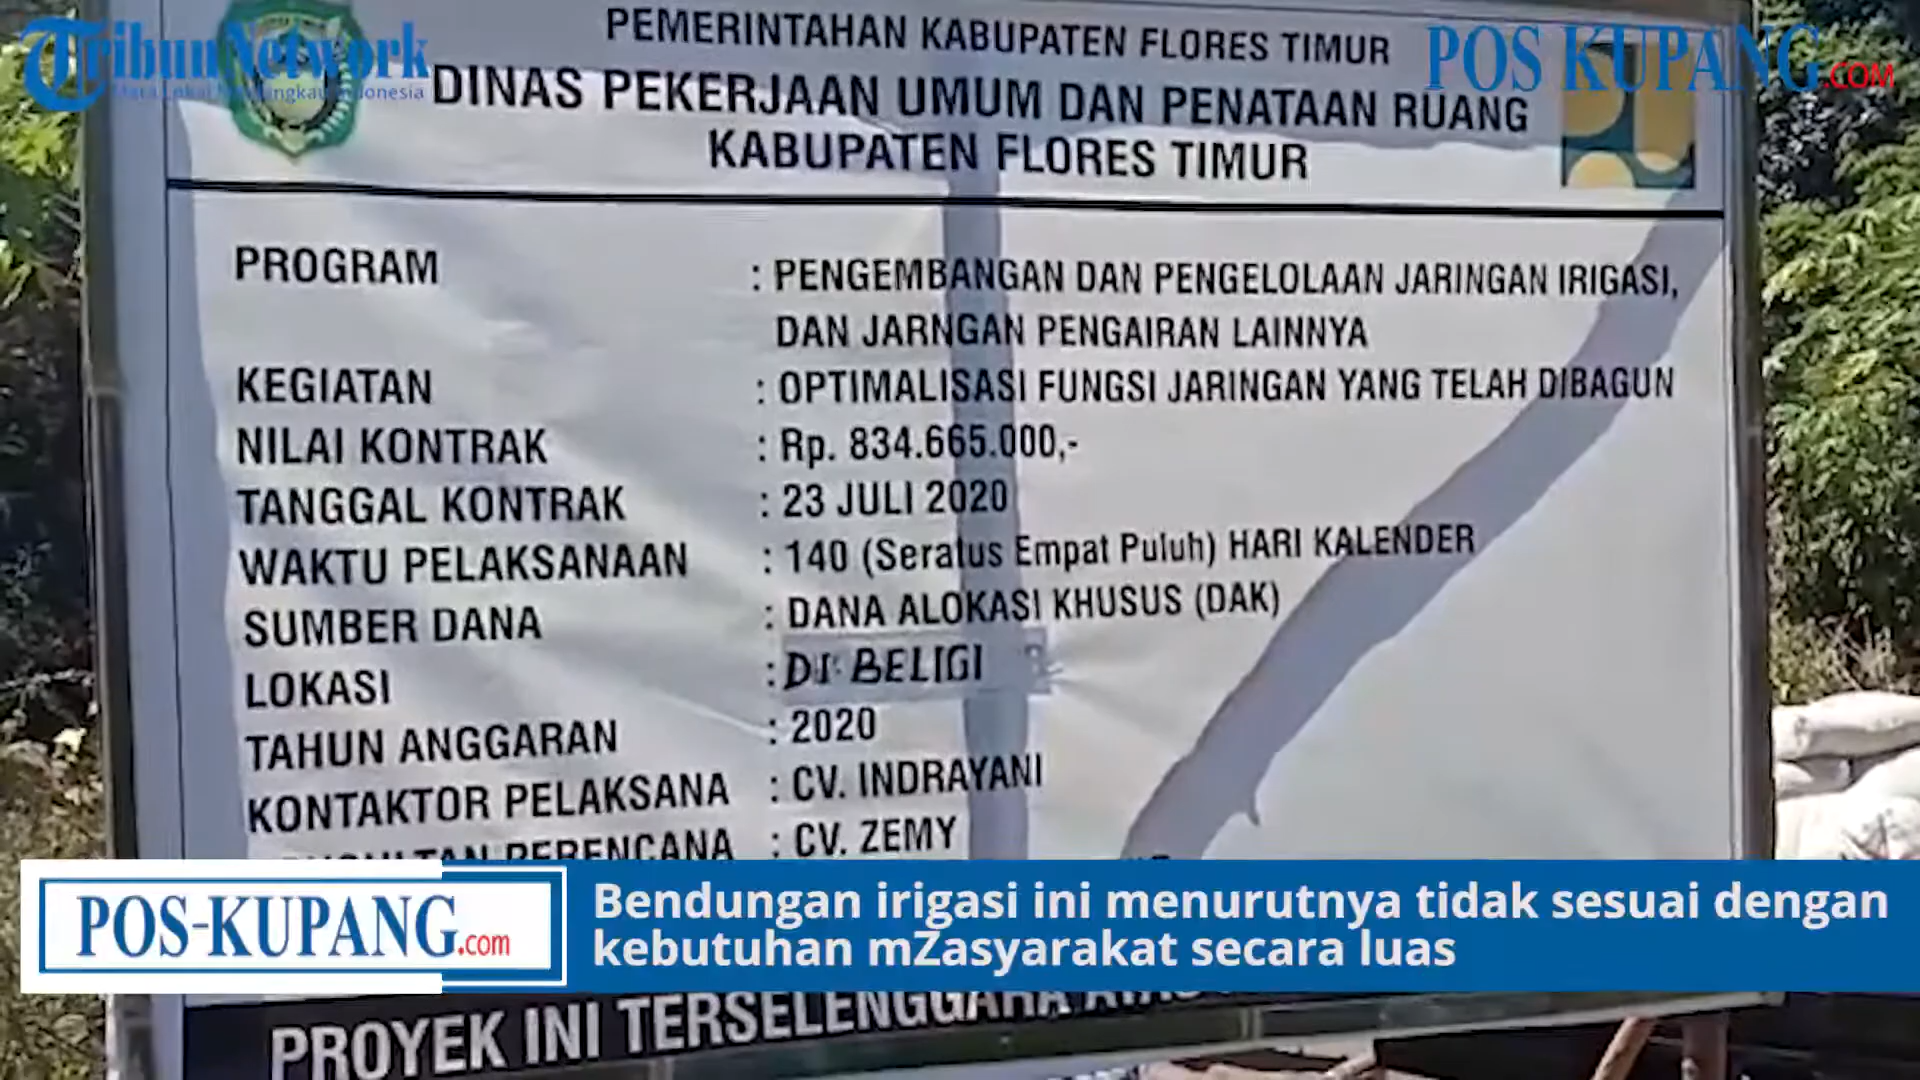 TribunNetwork
PEMERINTAHAN KABUPATEN FLORES TIMUR
POS KUPANG.COM
DINAS PEKERJAAN UMUM DAN PENATAAN RUANG
KABUPATEN FLORES TIMUR
PROGRAM : PENGEMBANGAN DAN PENGELOLAAN JARINGAN IRIGASI,
DAN JARNGAN PENGAIRAN LAINNYA
KEGIATAN : OPTIMALISASI FUNGSI JARINGAN YANG TELAH DIBAGUN
NILAI KONTRAK : Rp. 834.665.000,-
TANGGAL KONTRAK : 23 JULI 2020
WAKTU PELAKSANAAN : 140 (Seratus Empat Puluh) HARI KALENDER
SUMBER DANA : DANA ALOKASI KHUSUS (DAK)
LOKASI : DI. BELIGI
TAHUN ANGGARAN : 2020
KONTAKTOR PELAKSANA : CV. INDRAYANI
PERENCANA : CV. ZEMY
POS-KUPANG.com
Bendungan irigasi ini menurutnya tidak sesuai dengan
kebutuhan mZasyarakat secara luas
PROYEK INI TERSELENGGARA